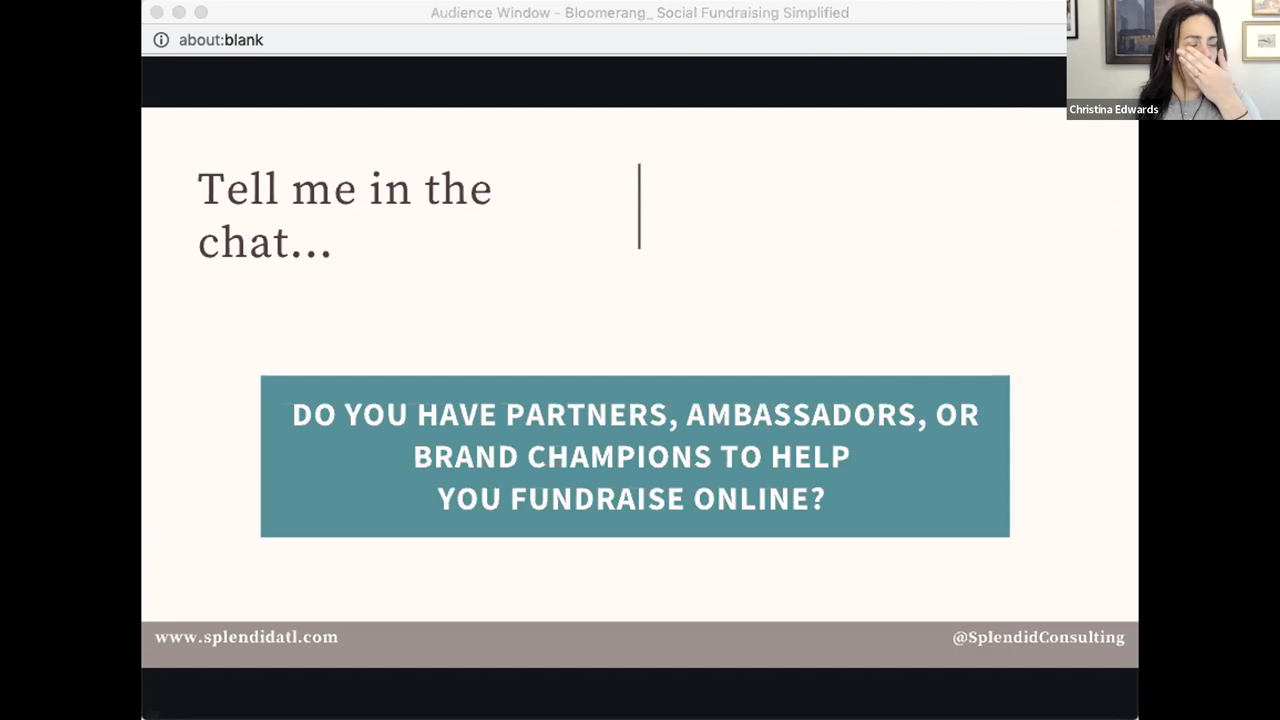 Audience Window - Bloomerang_ Social Fundraising Simplified
about:blank
Christina Edwards
Tell me in the
chat...
DO YOU HAVE PARTNERS, AMBASSADORS, OR
BRAND CHAMPIONS TO HELP
YOU FUNDRAISE ONLINE?
www.splendidatl.com
@SplendidConsulting